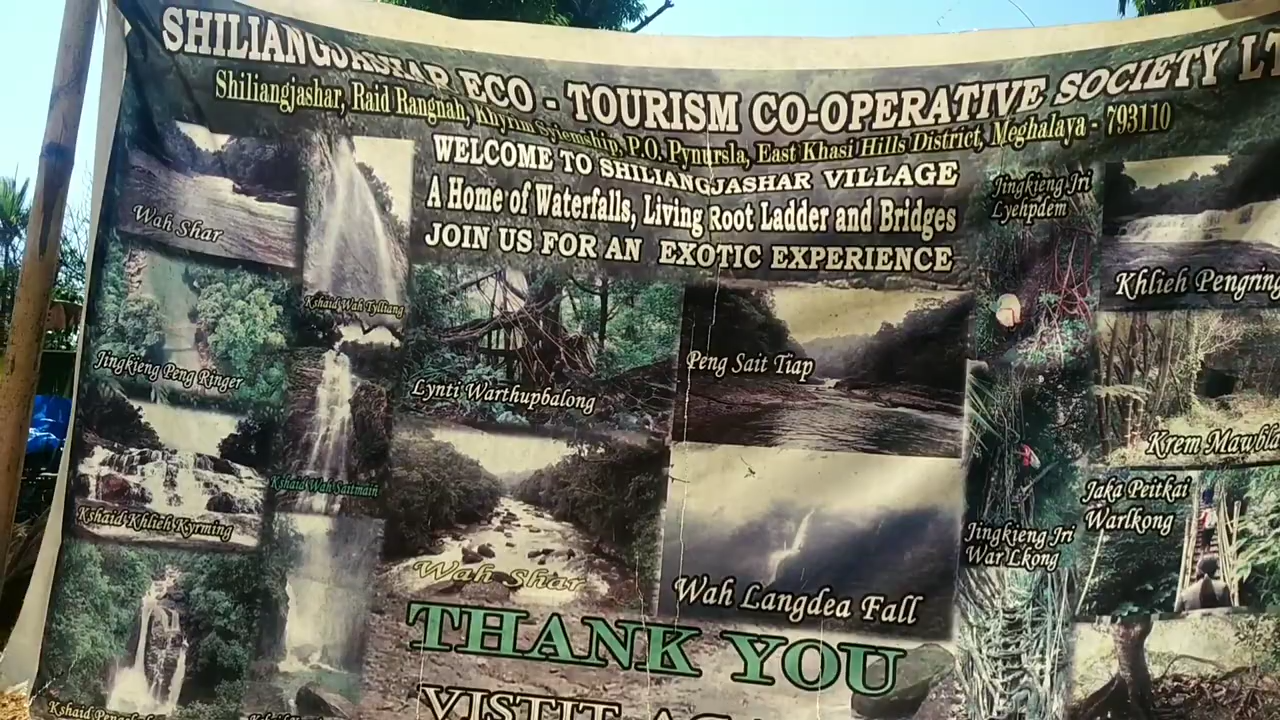 SHILIANGJASHAR ECO - TOURISM CO-OPERATIVE SOCIETY
Shiliangjashar, Raid Rangnah, Khyrim Syiemship, P.O. Pynursla, East Khasi Hills District, Meghalaya - 793110
WELCOME TO SHILIANGJASHAR VILLAGE
A Home of Waterfalls, Living Root Ladder and Bridges
JOIN US FOR AN EXOTIC EXPERIENCE
Wah Shar
Kshaid Wah Tylliang
Jingkieng Jri
Lyehpdem
Khlieh Pengring
Jingkieng Peng Ringer
Lynti Warthupbalong
Peng Sait Tiap
Krem
Kshaid Khlieh Kyrming
Kshaid Wah Saitmain
Wah Shar
Wah Langdea Fall
Jingkieng Jri
War Lkong
Jaka Peitkai
Warlkong
THANK YOU
VISTIT
Kshaid